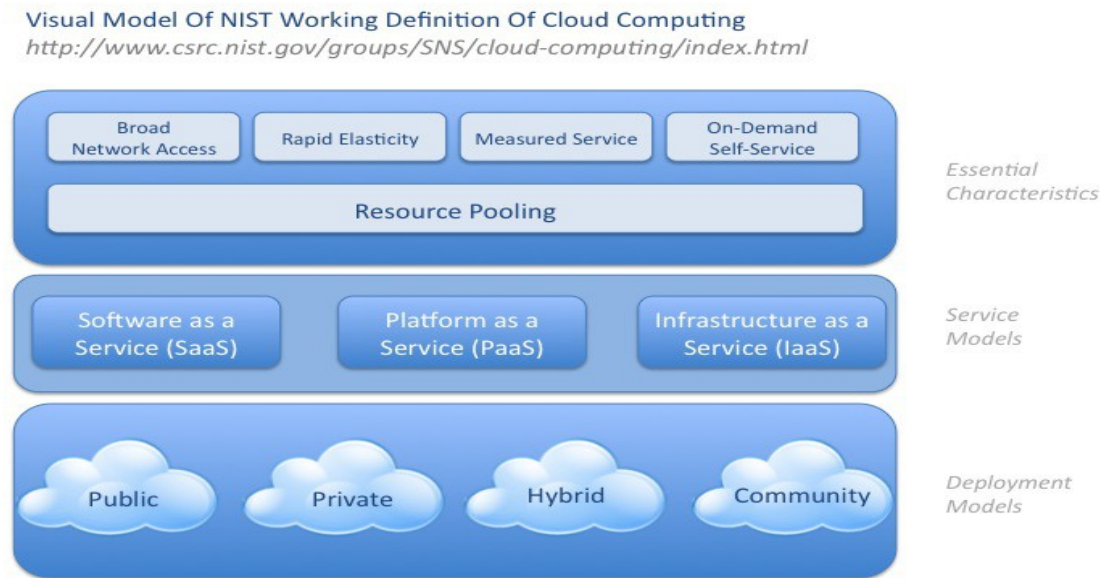 Visual Model Of NIST Working Definition Of Cloud Computing
http://www.csrc.nist.gov/groups/SNS/cloud-computing/index.html
Broad
Network Access
Rapid Elasticity
Measured Service
On-Demand
Self-Service
Resource Pooling
Essential
Characteristics
Software as a
Service (SaaS)
Platform as a
Service (PaaS)
Infrastructure as a
Service (IaaS)
Service
Models
Public
Private
Hybrid
Community
Deployment
Models